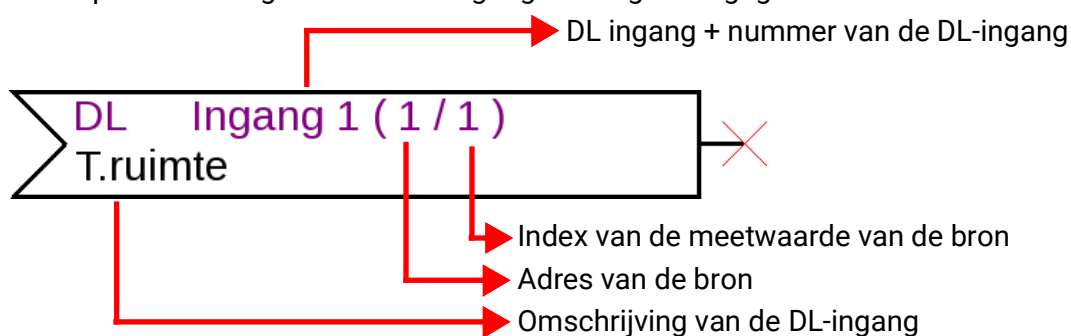 DL ingang + nummer van de DL-ingang
DL Ingang 1 ( 1 / 1 )
T.ruimte
Index van de meetwaarde van de bron
Adres van de bron
Omschrijving van de DL-ingang